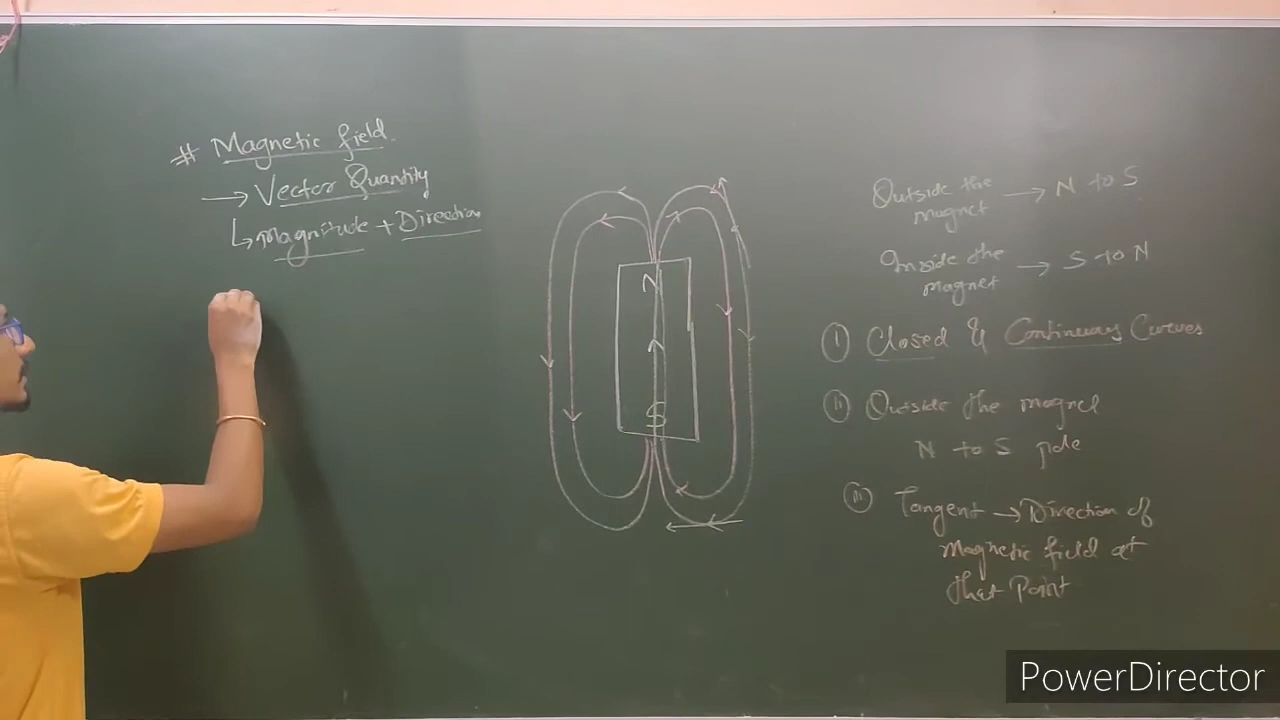 # Magnetic field.
→ Vector Quantity
↳ Magnitude + Direction
N
S
Outside the
magnet → N to S
Inside the
magnet → S to N
(i) Closed & Continuous Curves
(ii) Outside the magnet
N to S pole
(iii) Tangent → Direction of
Magnetic field at
that Point
PowerDirector